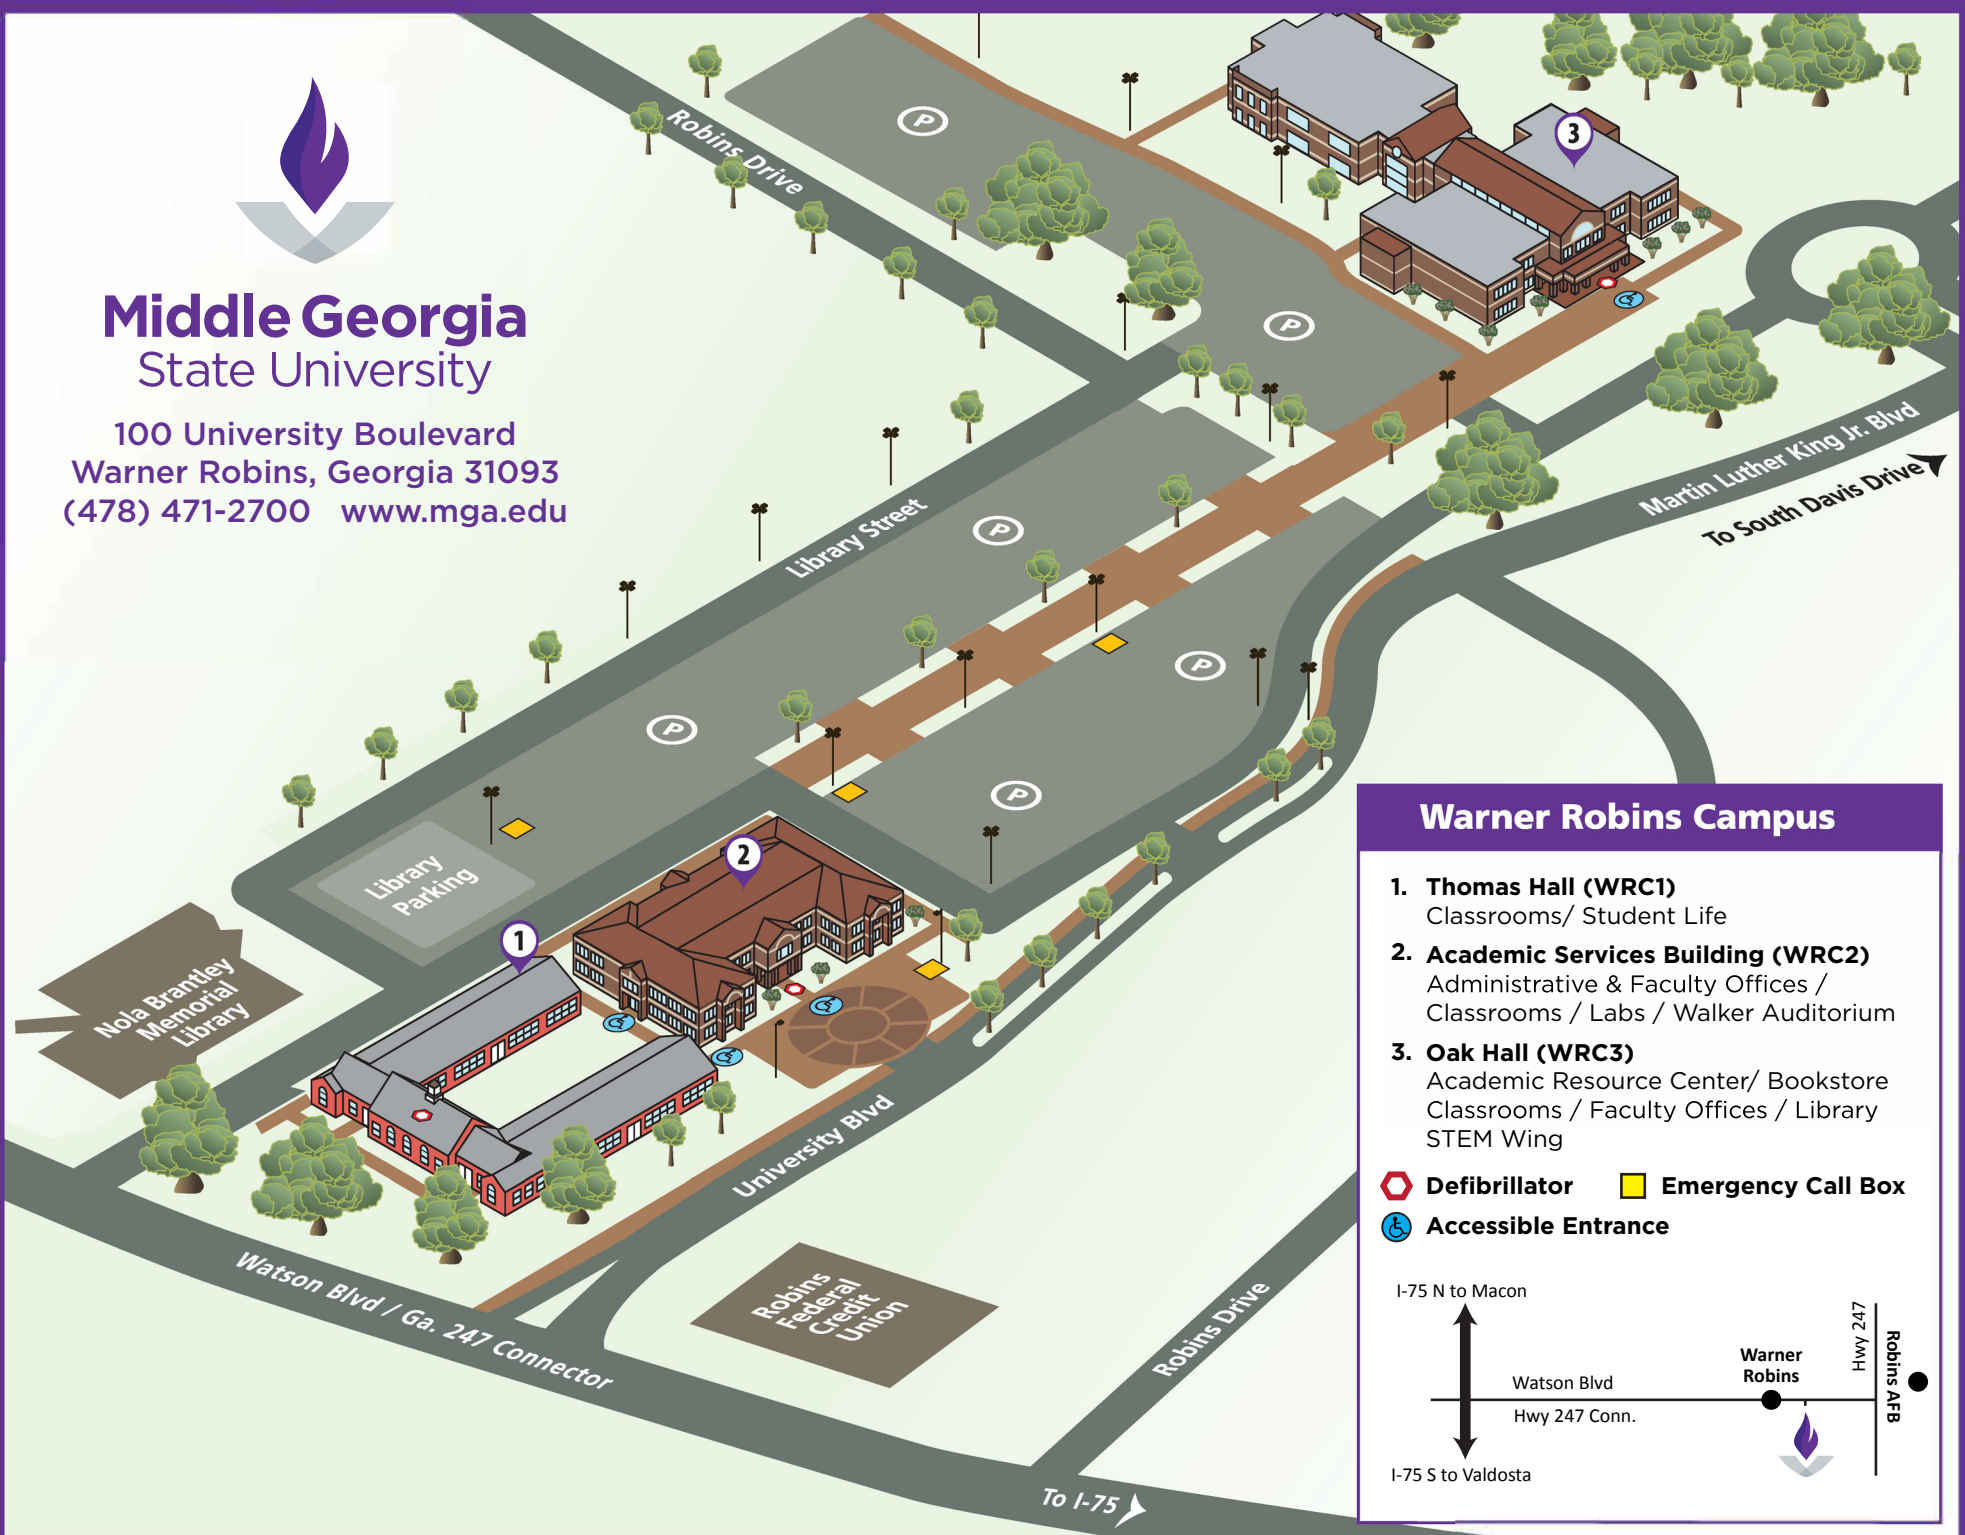 Middle Georgia
State University
100 University Boulevard
Warner Robins, Georgia 31093
(478) 471-2700 www.mga.edu
Robins Drive
P
3
P
Library Street
P
Martin Luther King Jr. Blvd
To South Davis Drive
P
P
P
Library
Parking
2
1
Nola Brantley
Memorial
Library
University Blvd
Watson Blvd / Ga. 247 Connector
Robins
Federal
Credit
Union
Robins Drive
To I-75
Warner Robins Campus
1. Thomas Hall (WRC1)
Classrooms/ Student Life
2. Academic Services Building (WRC2)
Administrative & Faculty Offices /
Classrooms / Labs / Walker Auditorium
3. Oak Hall (WRC3)
Academic Resource Center/ Bookstore
Classrooms / Faculty Offices / Library
STEM Wing
Defibrillator
Emergency Call Box
Accessible Entrance
I-75 N to Macon
Hwy 247
Robins AFB
Warner
Robins
Watson Blvd
Hwy 247 Conn.
I-75 S to Valdosta